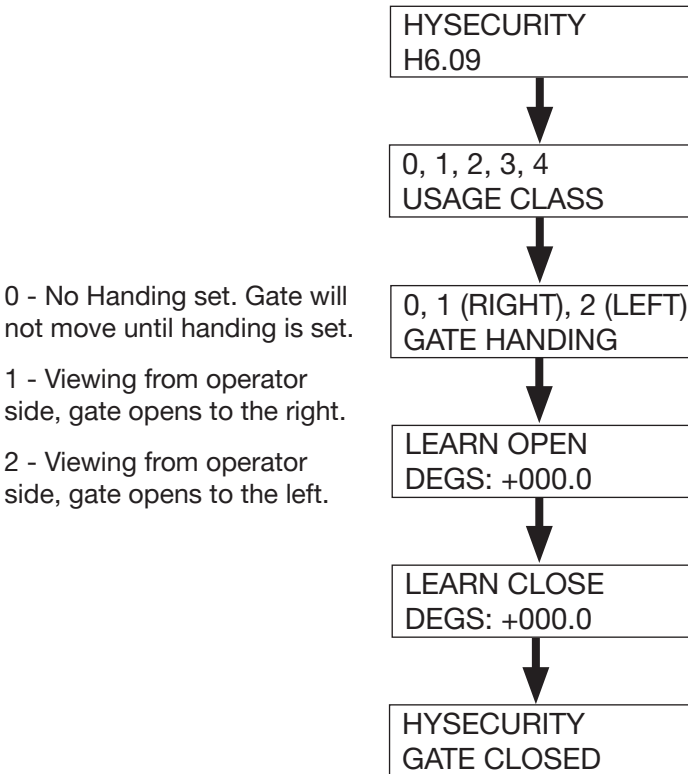 HYSECURITY
H6.09
0, 1, 2, 3, 4
USAGE CLASS
0 - No Handing set. Gate will
not move until handing is set.
1 - Viewing from operator
side, gate opens to the right.
2 - Viewing from operator
side, gate opens to the left.
0, 1 (RIGHT), 2 (LEFT)
GATE HANDING
LEARN OPEN
DEGS: +000.0
LEARN CLOSE
DEGS: +000.0
HYSECURITY
GATE CLOSED